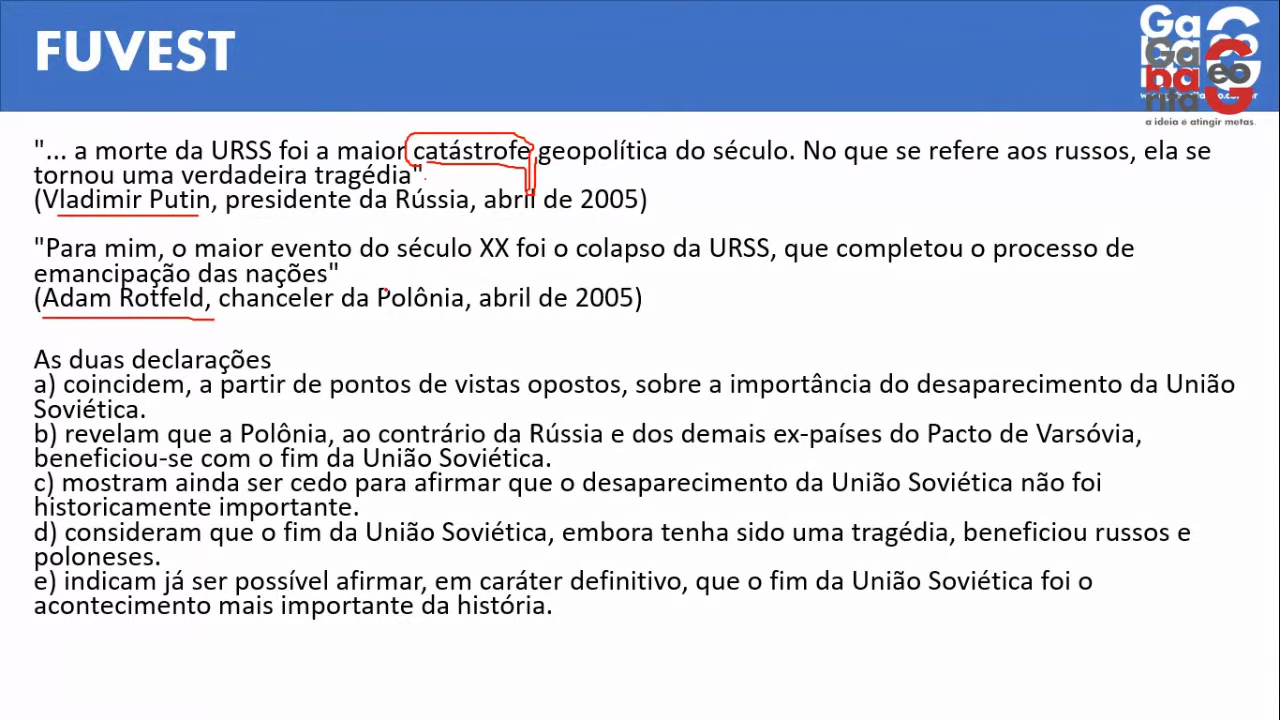 FUVEST
Ga
ba
rita
eo
a ideia e atingir metas.
"... a morte da URSS foi a maior catástrofe geopolítica do século. No que se refere aos russos, ela se
tornou uma verdadeira tragédia"
(Vladimir Putin, presidente da Rússia, abril de 2005)
"Para mim, o maior evento do século XX foi o colapso da URSS, que completou o processo de
emancipação das nações"
(Adam Rotfeld, chanceler da Polônia, abril de 2005)
As duas declarações
a) coincidem, a partir de pontos de vistas opostos, sobre a importância do desaparecimento da União
Soviética.
b) revelam que a Polônia, ao contrário da Rússia e dos demais ex-países do Pacto de Varsóvia,
beneficiou-se com o fim da União Soviética.
c) mostram ainda ser cedo para afirmar que o desaparecimento da União Soviética não foi
historicamente importante.
d) consideram que o fim da União Soviética, embora tenha sido uma tragédia, beneficiou russos e
poloneses.
e) indicam já ser possível afirmar, em caráter definitivo, que o fim da União Soviética foi o
acontecimento mais importante da história.